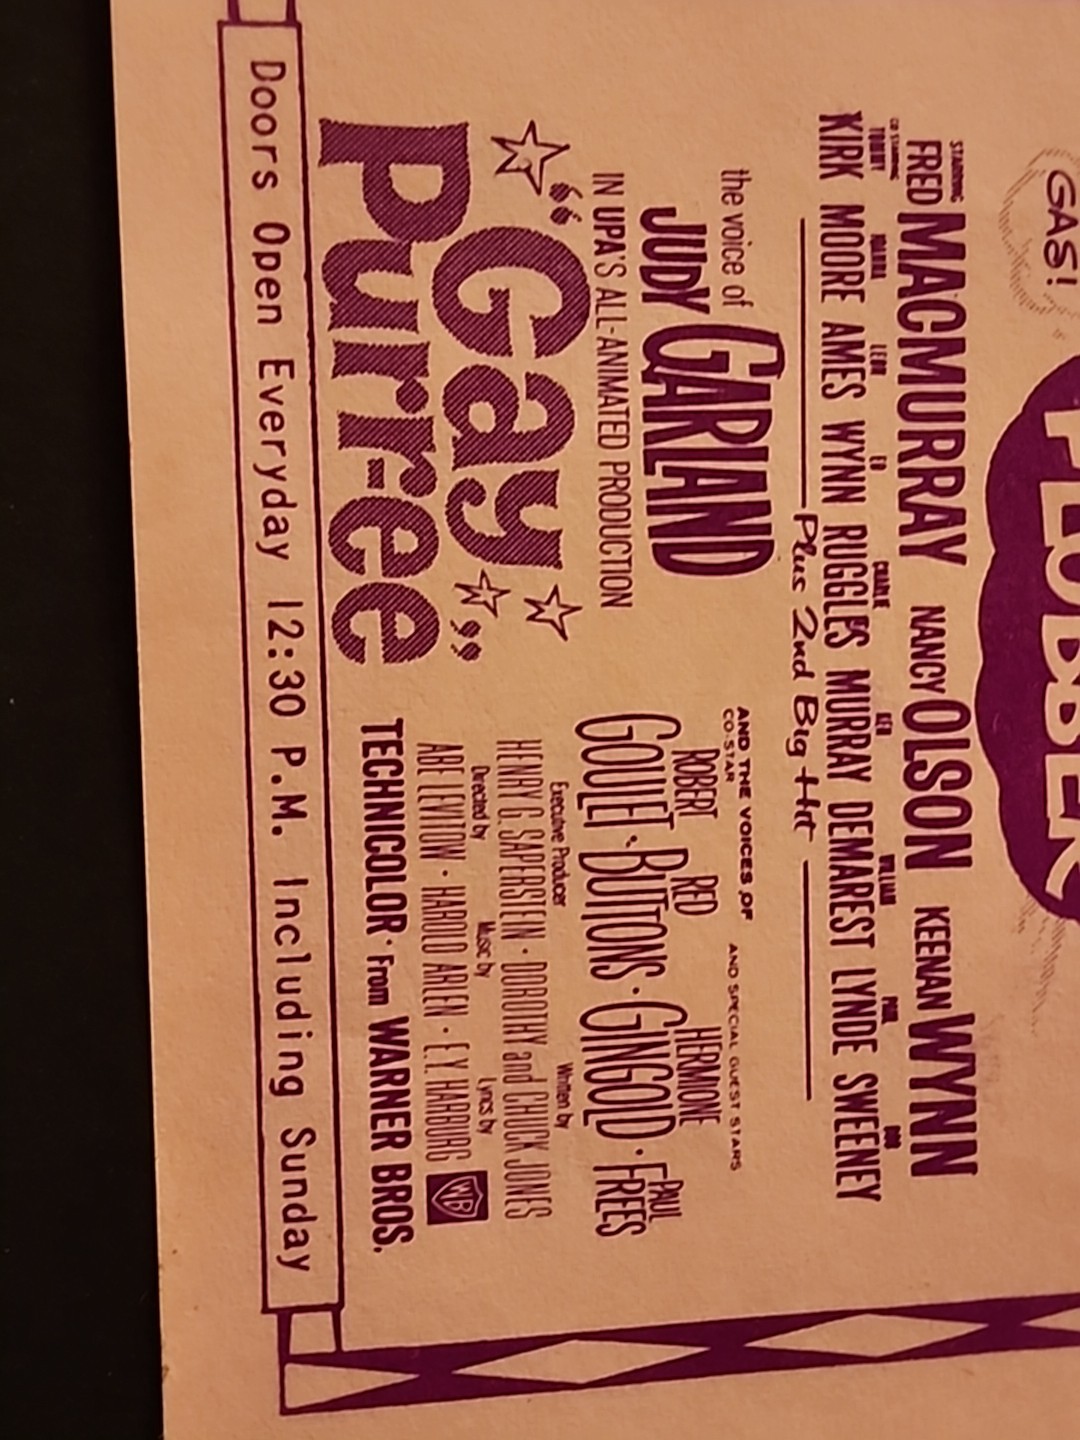 GAS!
STARRING
FRED MACMURRAY NANCY OLSON KEENAN WYNN
CO-STARRING
TOMMY KIRK JOANNA MOORE LEON AMES ED WYNN CHARLIE RUGGLES KEN MURRAY WILLIAM DEMAREST PAUL LYNDE BOB SWEENEY
Plus 2nd Big Hit
the voice of
JUDY GARLAND
IN UPA'S ALL-ANIMATED PRODUCTION
"Gay
Purr-ee"
AND THE VOICES OF
CO-STAR
AND SPECIAL GUEST STARS
ROBERT GOULET · RED BUTTONS · HERMIONE GINGOLD · PAUL FREES
Executive Producer Written by
HENRY G. SAPERSTEIN · DOROTHY and CHUCK JONES
Directed by Music by Lyrics by
ABE LEVITOW · HAROLD ARLEN · E.Y. HARBURG
WB
TECHNICOLOR · From WARNER BROS.
Doors Open Everyday 12:30 P.M. Including Sunday